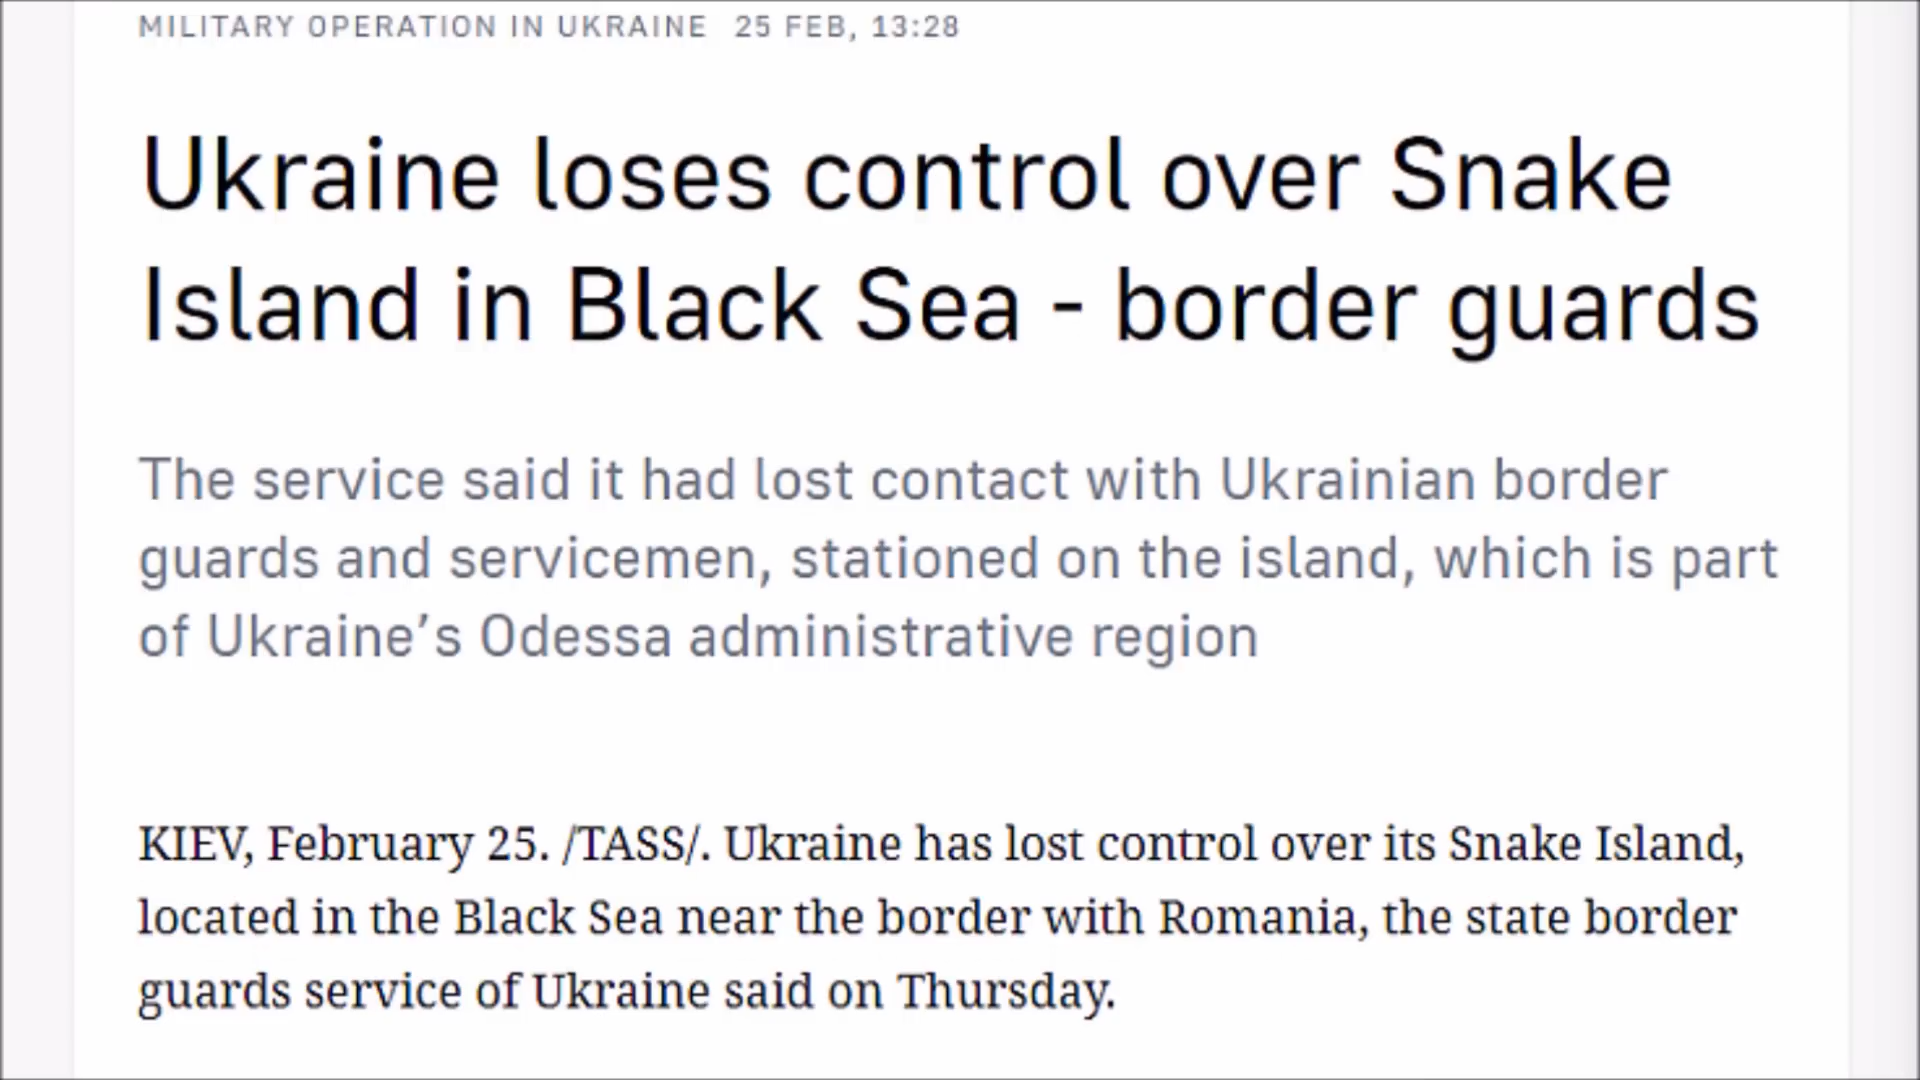 MILITARY OPERATION IN UKRAINE 25 FEB, 13:28
Ukraine loses control over Snake
Island in Black Sea - border guards
The service said it had lost contact with Ukrainian border
guards and servicemen, stationed on the island, which is part
of Ukraine’s Odessa administrative region
KIEV, February 25. /TASS/. Ukraine has lost control over its Snake Island,
located in the Black Sea near the border with Romania, the state border
guards service of Ukraine said on Thursday.